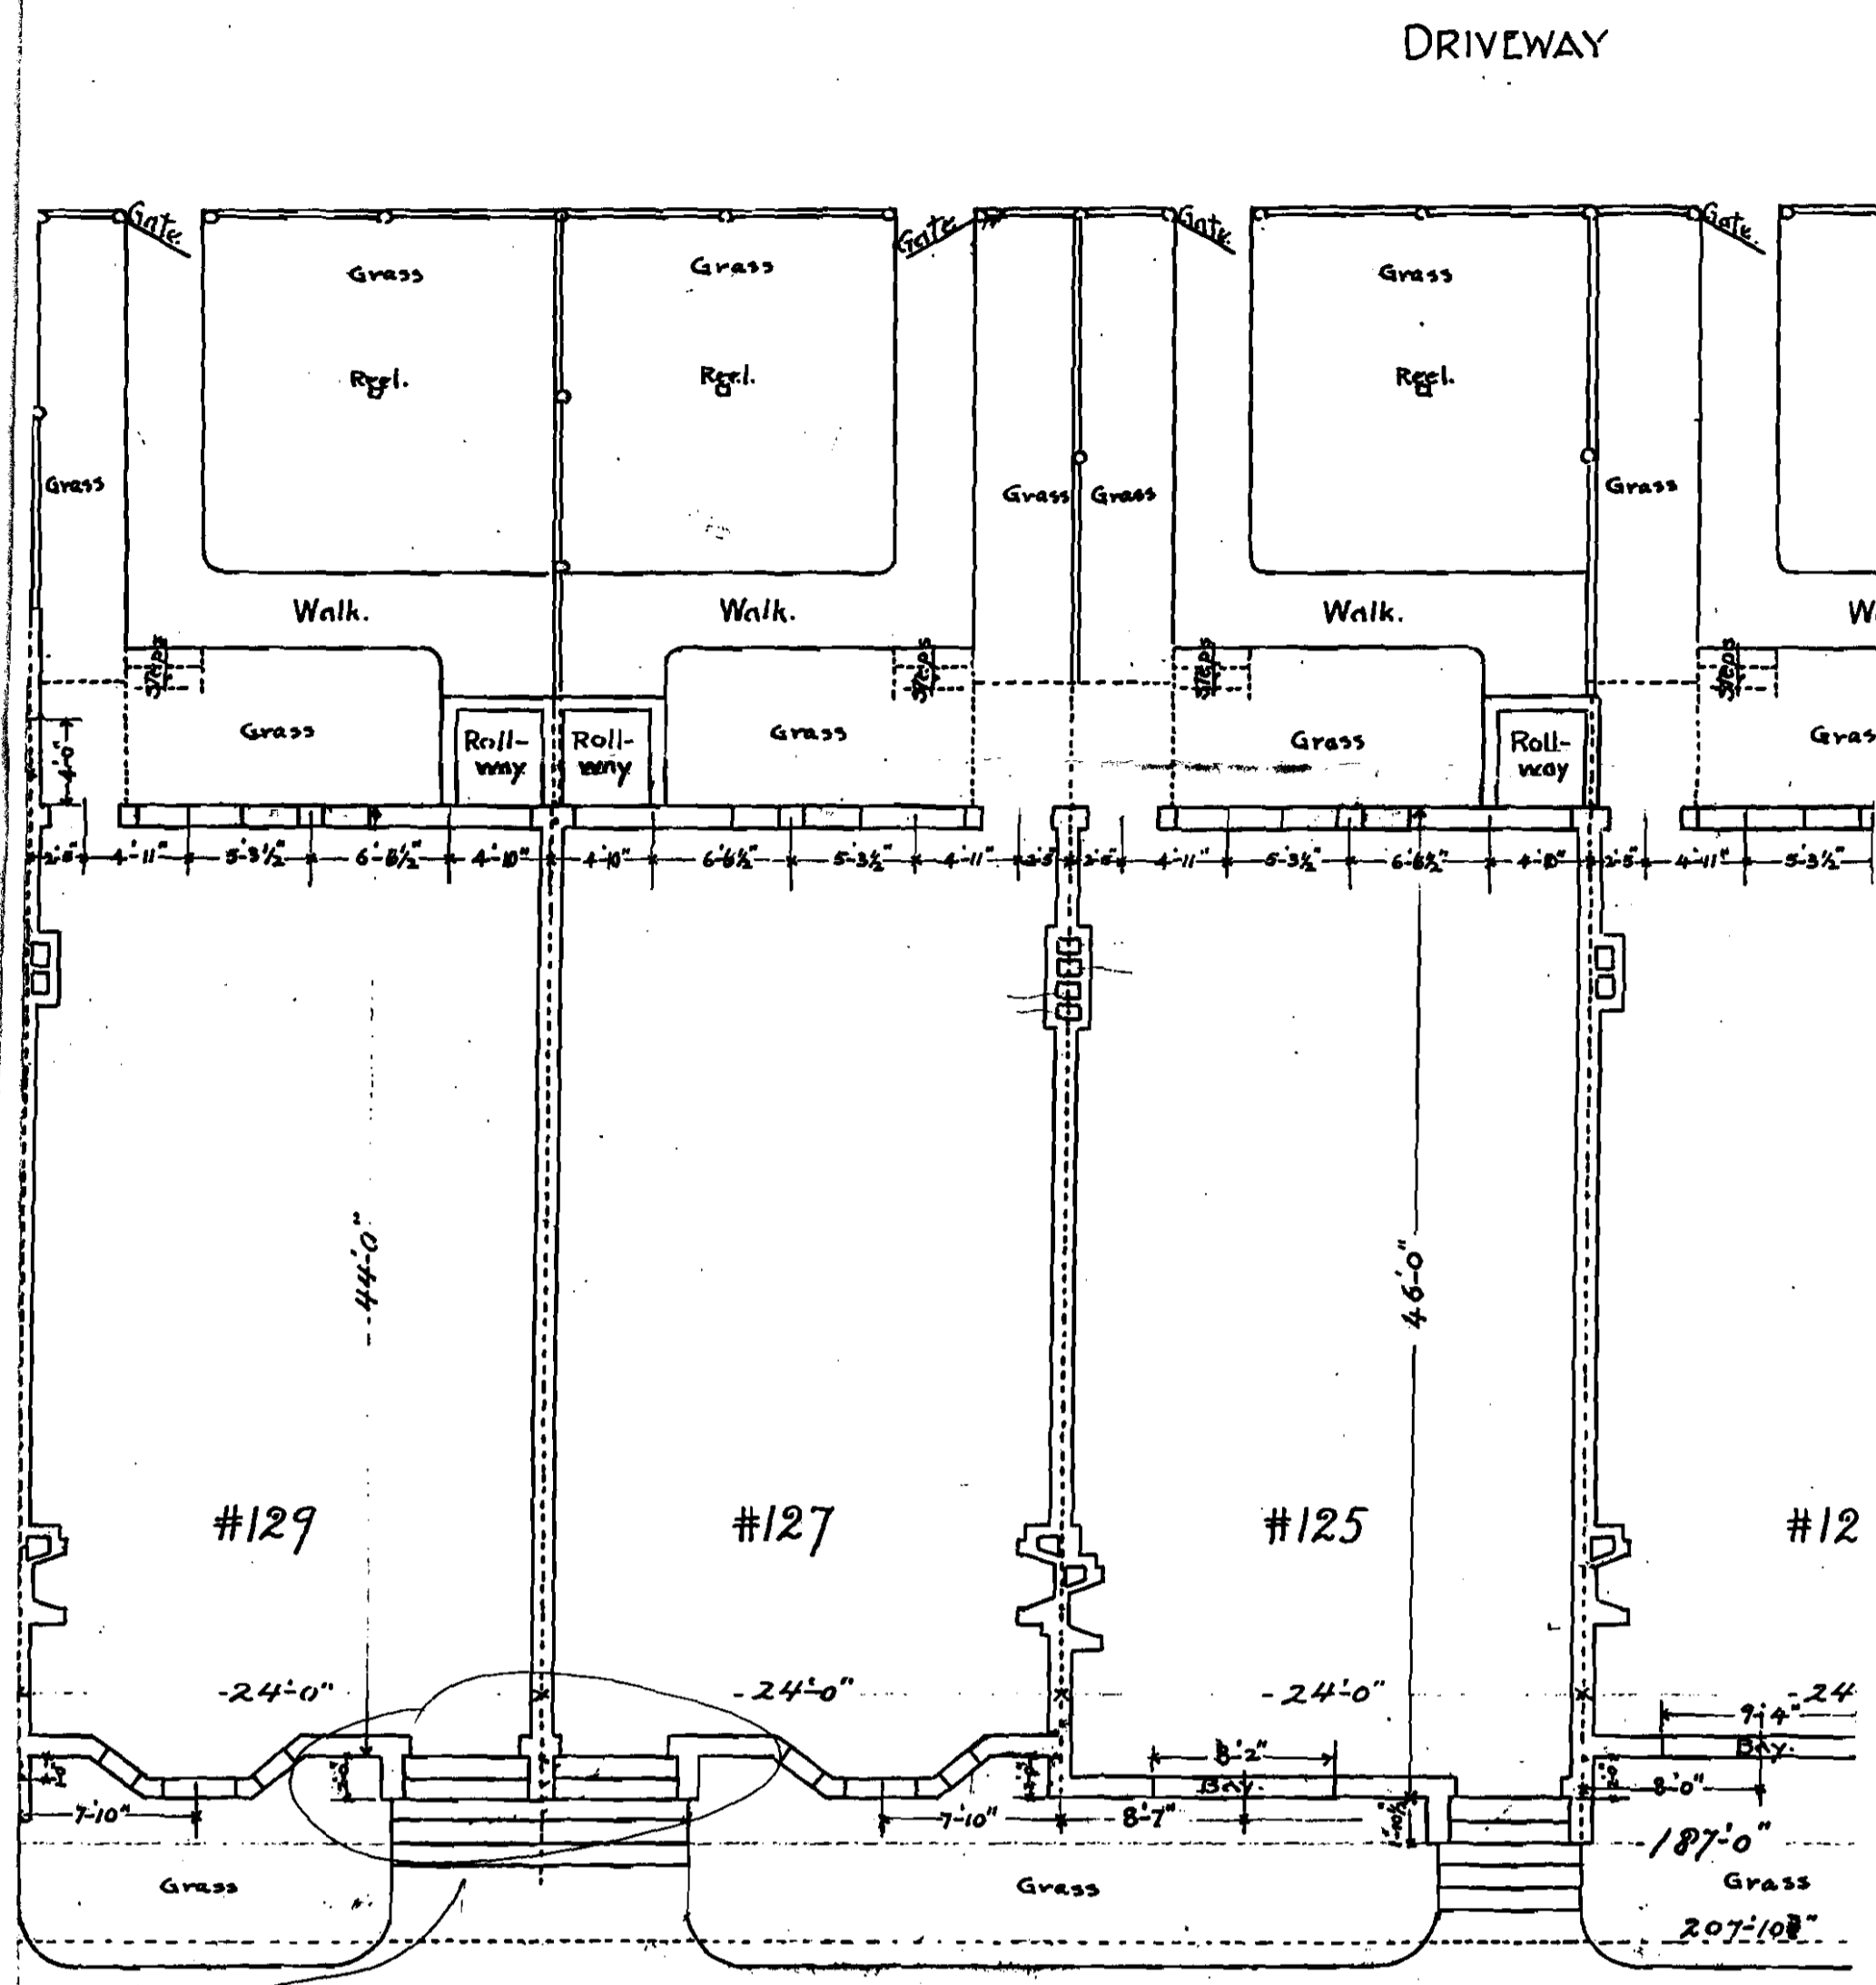 DRIVEWAY
Gate. Gate. Gate. Gate.
Grass Grass Grass
Reel. Reel. Reel.
Grass Grass Grass Grass
Walk. Walk. Walk. W
Steps Steps Steps Steps
Grass Roll-way Roll-way Grass Grass Roll-way Gras
4'-0"
2'-5" 4'-11" 5'-3½" 6'-6½" 4'-10" 4'-10" 6'-6½" 5'-3½" 4'-11" 2'-5" 2'-5" 4'-11" 5'-3½" 6'-6½" 4'-10" 2'-5" 4'-11" 5'-3½"
44'-0" 46'-0"
#129 #127 #125 #12
24'-0" 24'-0" 24'-0" 24
9'-4"
8'-2" Bay.
Bay.
7'-10" 7'-10" 8'-7" 8'-0"
187'-0"
Grass Grass Grass